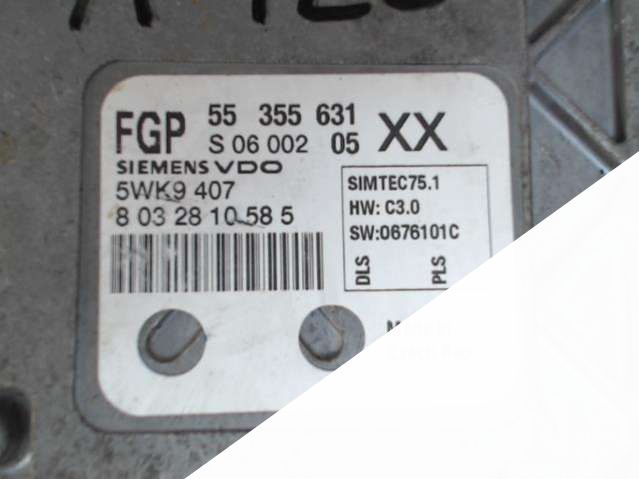 FGP 55 355 631 XX
S 06 002 05
SIEMENS VDO
5WK9 407
8 03 28 10 58 5
SIMTEC75.1
HW: C3.0
SW:0676101C
DLS PLS